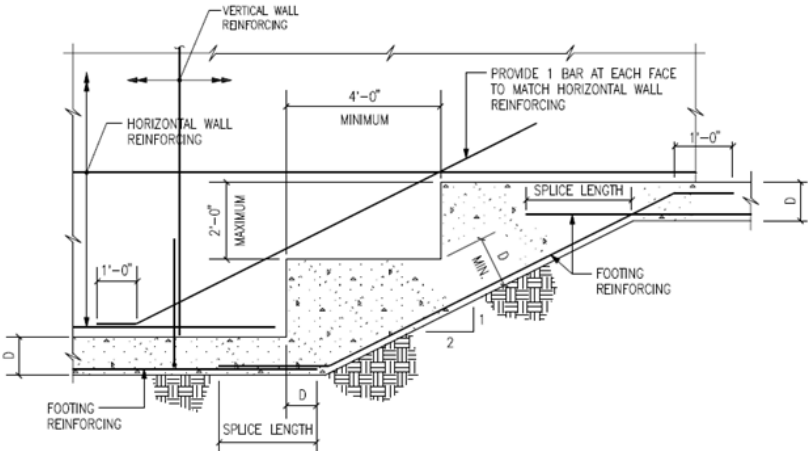 VERTICAL WALL
REINFORCING
PROVIDE 1 BAR AT EACH FACE
TO MATCH HORIZONTAL WALL
REINFORCING
4'-0"
MINIMUM
HORIZONTAL WALL
REINFORCING
1'-0"
SPLICE LENGTH
D
2'-0"
MAXIMUM
D
MIN.
1'-0"
FOOTING
REINFORCING
1
2
D
D
FOOTING
REINFORCING
SPLICE LENGTH